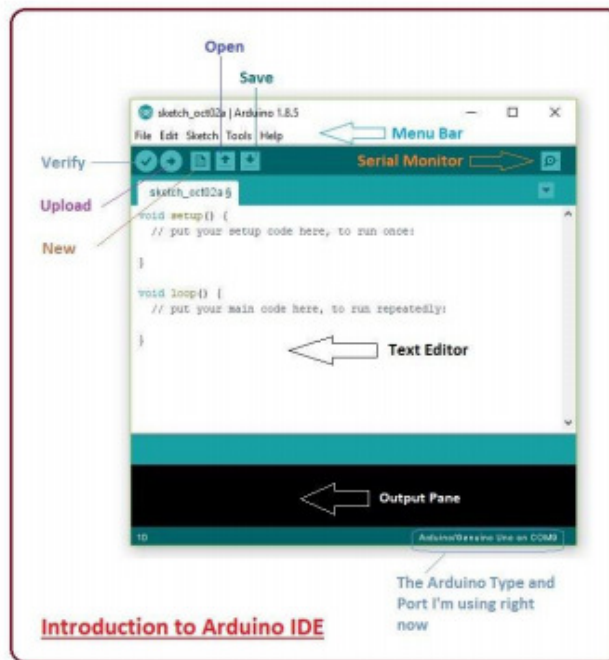 Open
Save
sketch_oct02a | Arduino 1.8.5
File Edit Sketch Tools Help
Menu Bar
Verify
Serial Monitor
sketch_oct02a §
Upload
New
void setup() {
// put your setup code here, to run once:
}
void loop() {
// put your main code here, to run repeatedly:
}
Text Editor
Output Pane
10
Arduino/Genuino Uno on COM9
The Arduino Type and
Port I'm using right
now
Introduction to Arduino IDE